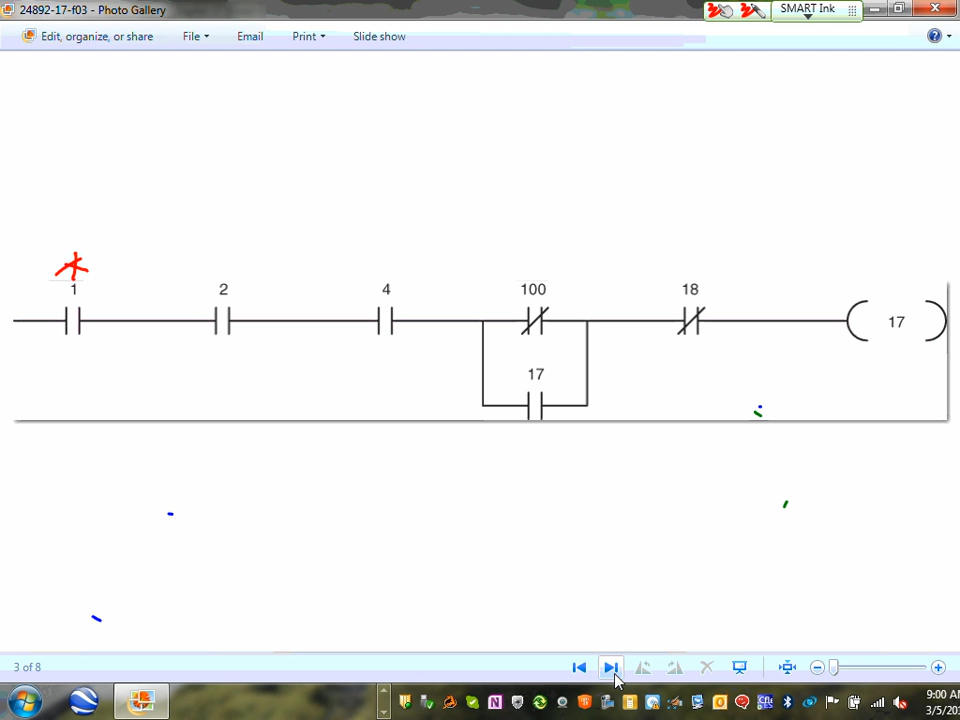 24892-17-f03 - Photo Gallery
SMART Ink
Edit, organize, or share File Email Print Slide show
1 2 4 100 18
17
17
3 of 8
9:00 AM
3/5/20